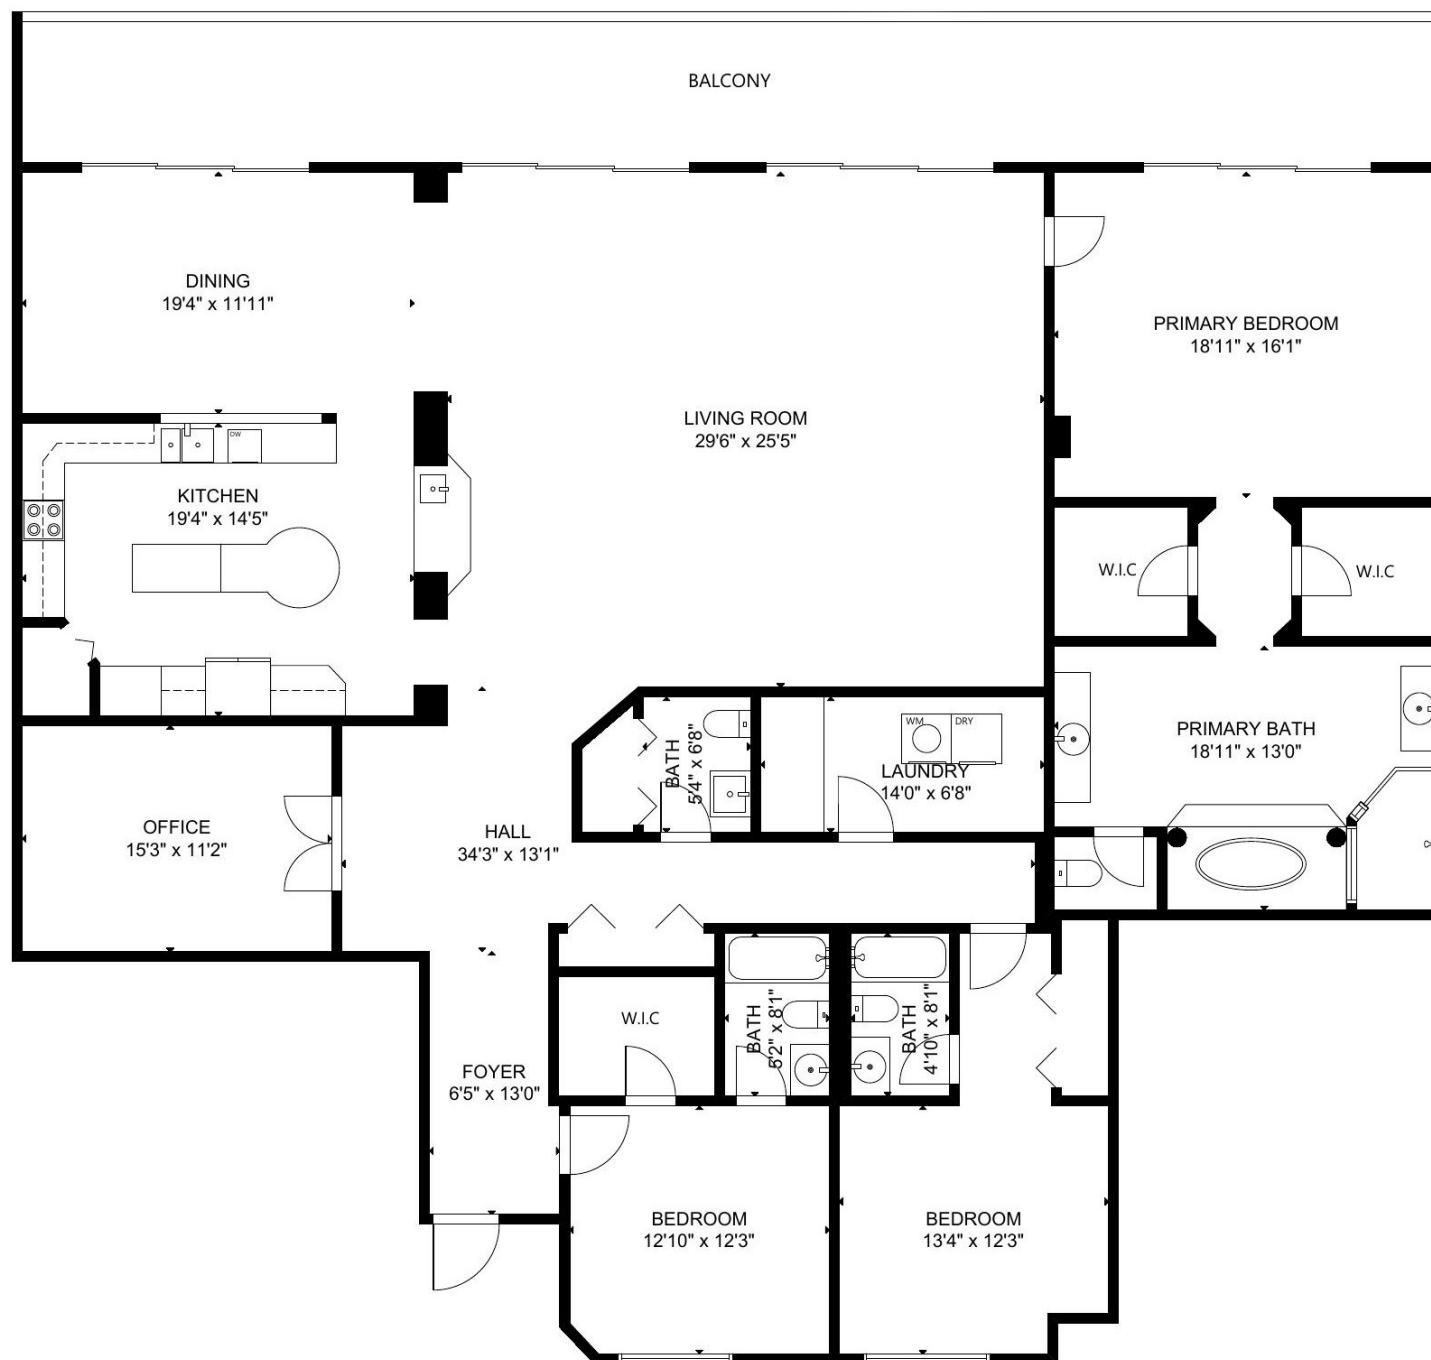 BALCONY
DINING
19'4" x 11'11"
PRIMARY BEDROOM
18'11" x 16'1"
LIVING ROOM
29'6" x 25'5"
DW
KITCHEN
19'4" x 14'5"
W.I.C
W.I.C
WM
DRY
PRIMARY BATH
18'11" x 13'0"
BATH
5'4" x 6'8"
LAUNDRY
14'0" x 6'8"
OFFICE
15'3" x 11'2"
HALL
34'3" x 13'1"
W.I.C
BATH
5'2" x 8'1"
BATH
4'10" x 8'1"
FOYER
6'5" x 13'0"
BEDROOM
12'10" x 12'3"
BEDROOM
13'4" x 12'3"